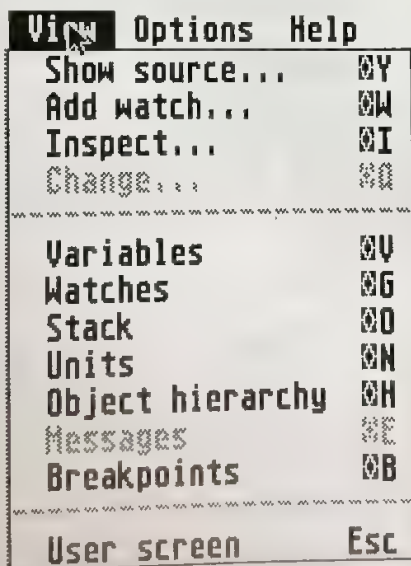 View Options Help
Show source... ◆Y
Add watch... ◆W
Inspect... ◆I
Change... ◆Q
Variables ◆V
Watches ◆G
Stack ◆O
Units ◆N
Object hierarchy ◆H
Messages ◆E
Breakpoints ◆B
User screen Esc